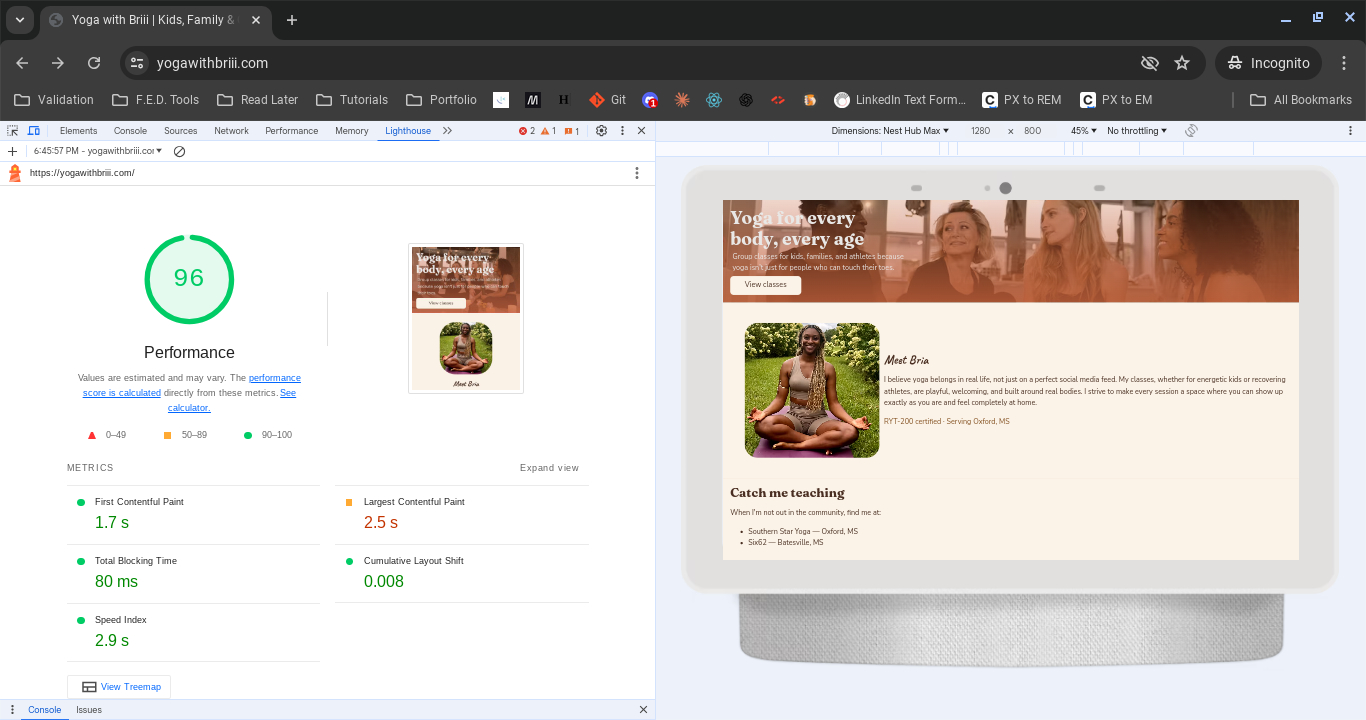 Yoga with Briii | Kids, Family &
yogawithbriii.com
Incognito
Validation
F.E.D. Tools
Read Later
Tutorials
Portfolio
M
H
Git
1
LinkedIn Text Form...
C PX to REM
C PX to EM
All Bookmarks
Elements
Console
Sources
Network
Performance
Memory
Lighthouse
2
1
1
Dimensions: Nest Hub Max
1280
×
800
45%
No throttling
6:45:57 PM - yogawithbriii.cor
https://yogawithbriii.com/
96
Performance
Values are estimated and may vary. The performance
score is calculated directly from these metrics. See
calculator.
0–49
50–89
90–100
METRICS
Expand view
First Contentful Paint
1.7 s
Largest Contentful Paint
2.5 s
Total Blocking Time
80 ms
Cumulative Layout Shift
0.008
Speed Index
2.9 s
View Treemap
Console
Issues
Yoga for every
body, every age
View classes
Meet Bria
Yoga for every
body, every age
Group classes for kids, families, and athletes because
yoga isn't just for people who can touch their toes.
View classes
Meet Bria
I believe yoga belongs in real life, not just on a perfect social media feed. My classes, whether for energetic kids or recovering
athletes, are playful, welcoming, and built around real bodies. I strive to make every session a space where you can show up
exactly as you are and feel completely at home.
RYT-200 certified · Serving Oxford, MS
Catch me teaching
When I'm not out in the community, find me at:
• Southern Star Yoga — Oxford, MS
• Six62 — Batesville, MS